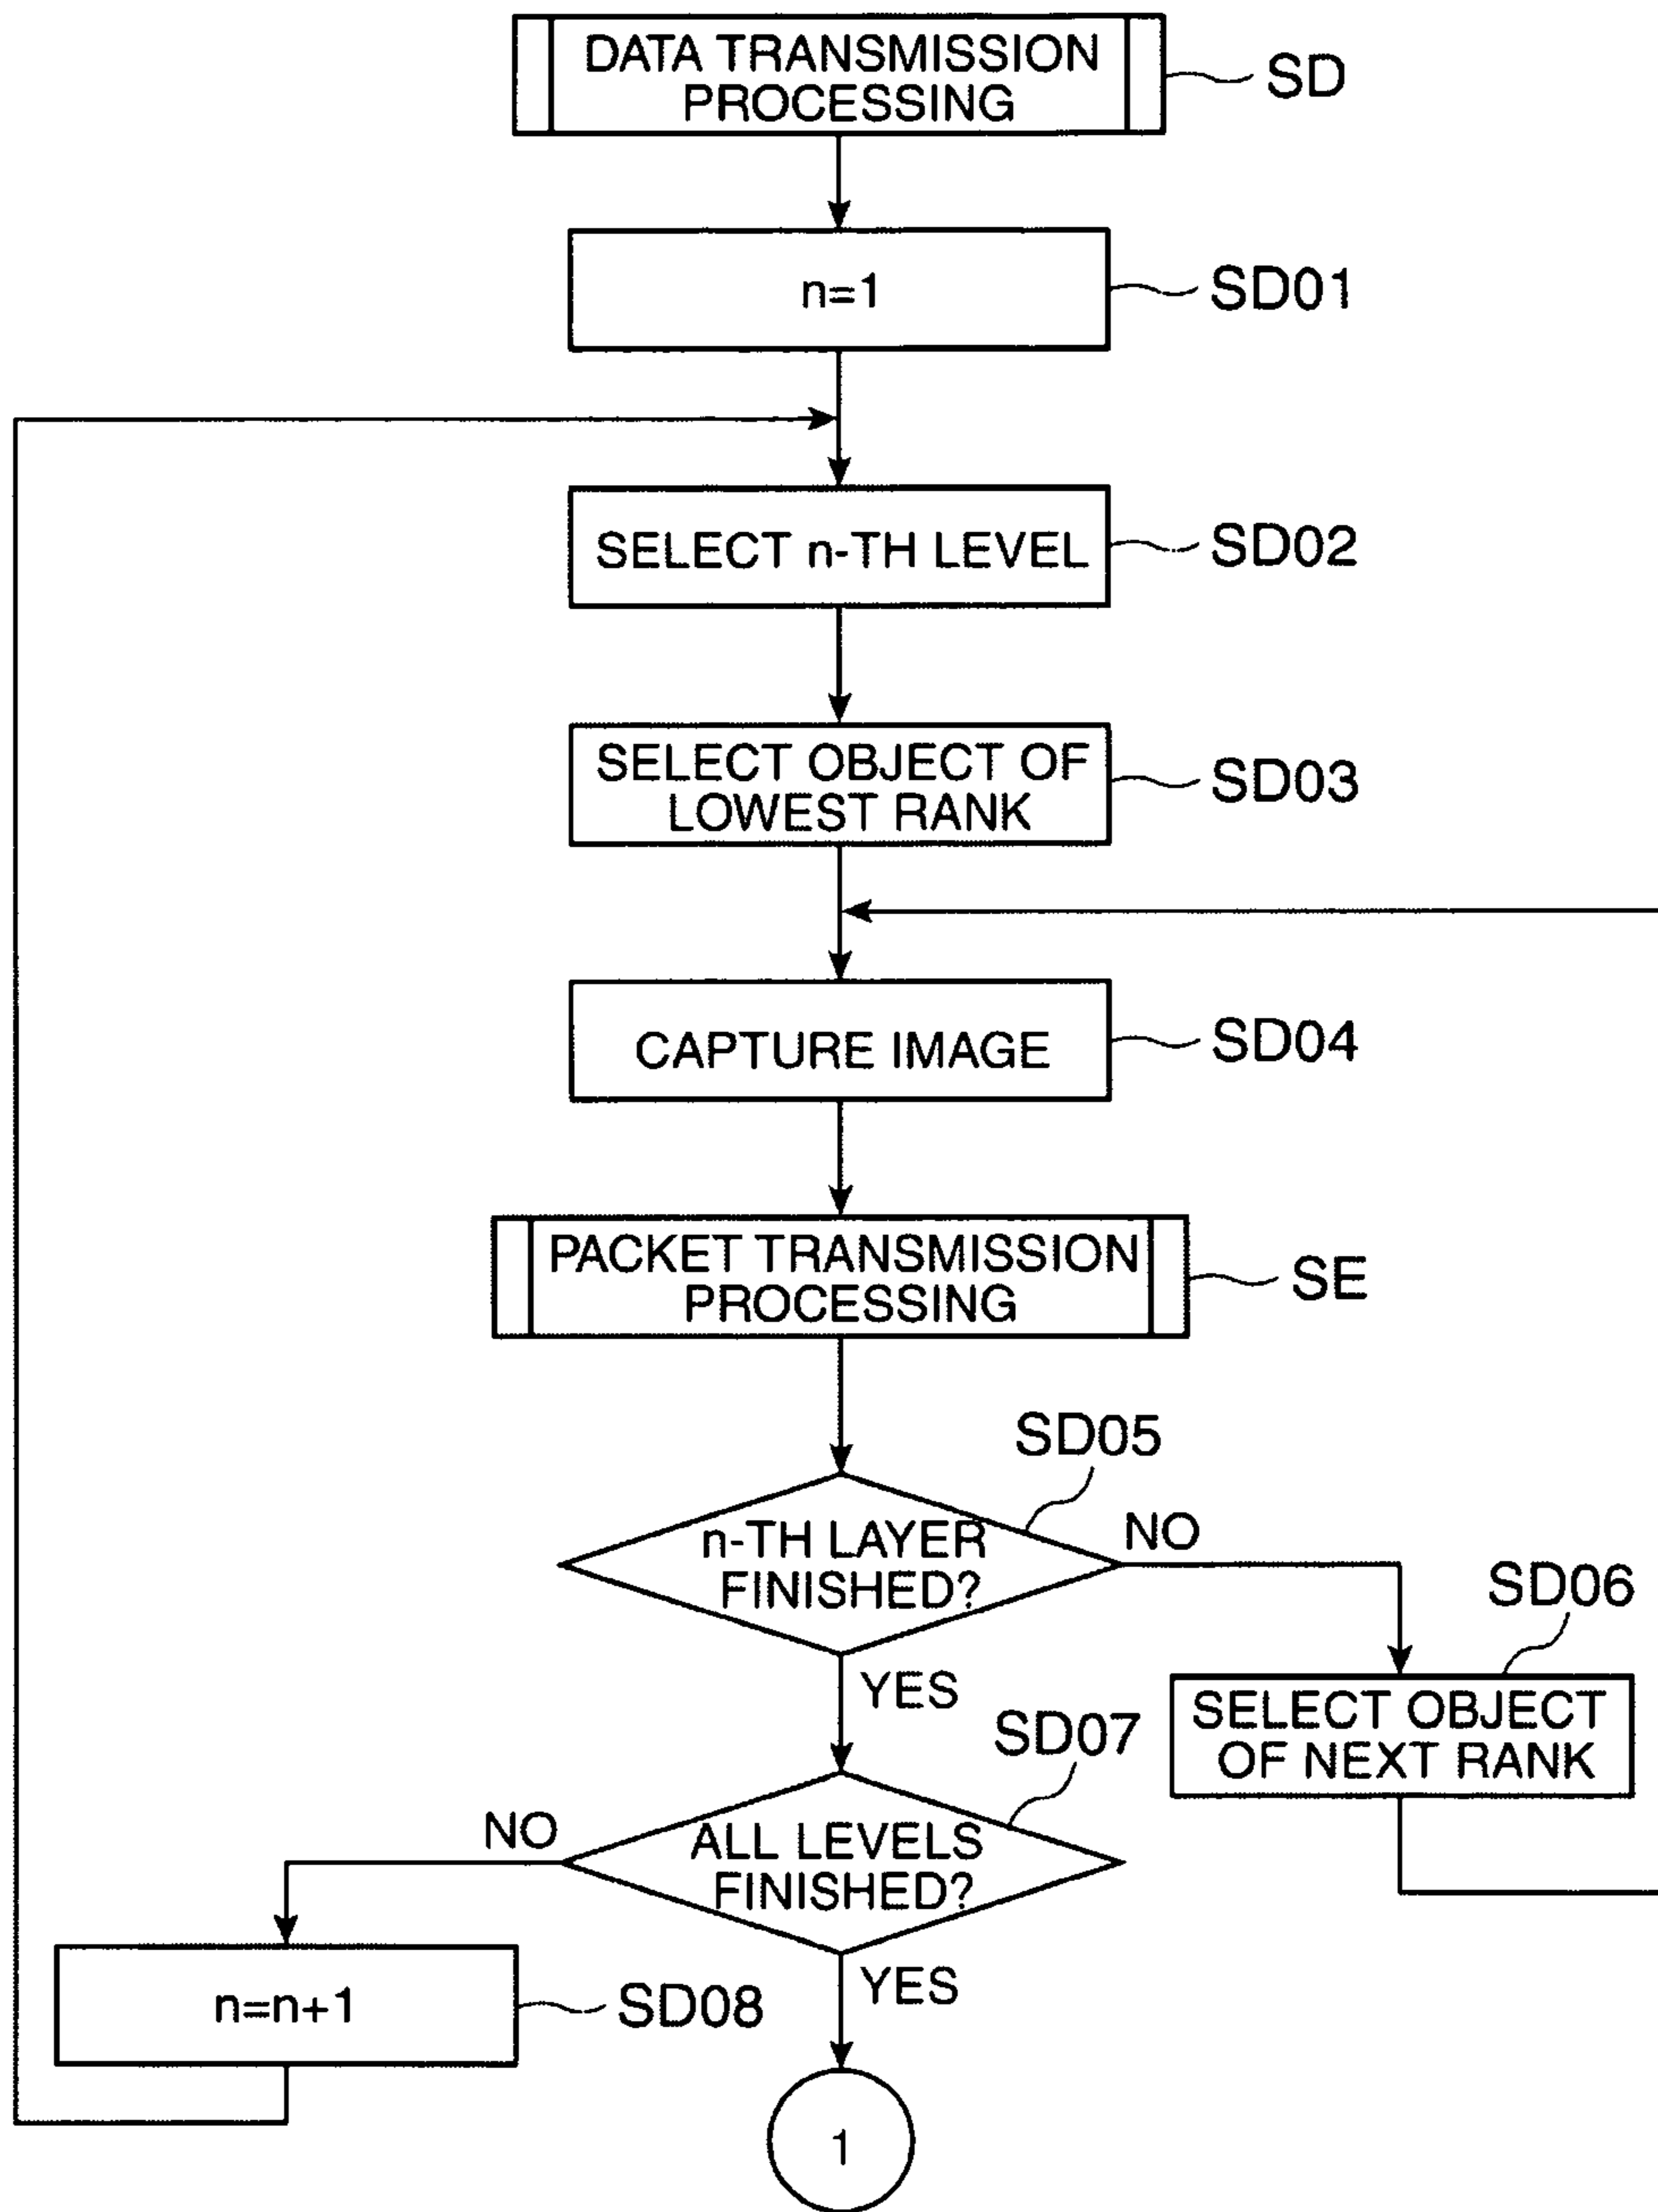 DATA TRANSMISSION
PROCESSING
SD
n=1
SD01
SELECT n-TH LEVEL
SD02
SELECT OBJECT OF
LOWEST RANK
SD03
CAPTURE IMAGE
SD04
PACKET TRANSMISSION
PROCESSING
SE
SD05
n-TH LAYER
FINISHED?
NO
SD06
YES
SELECT OBJECT
OF NEXT RANK
SD07
NO
ALL LEVELS
FINISHED?
YES
n=n+1
SD08
1